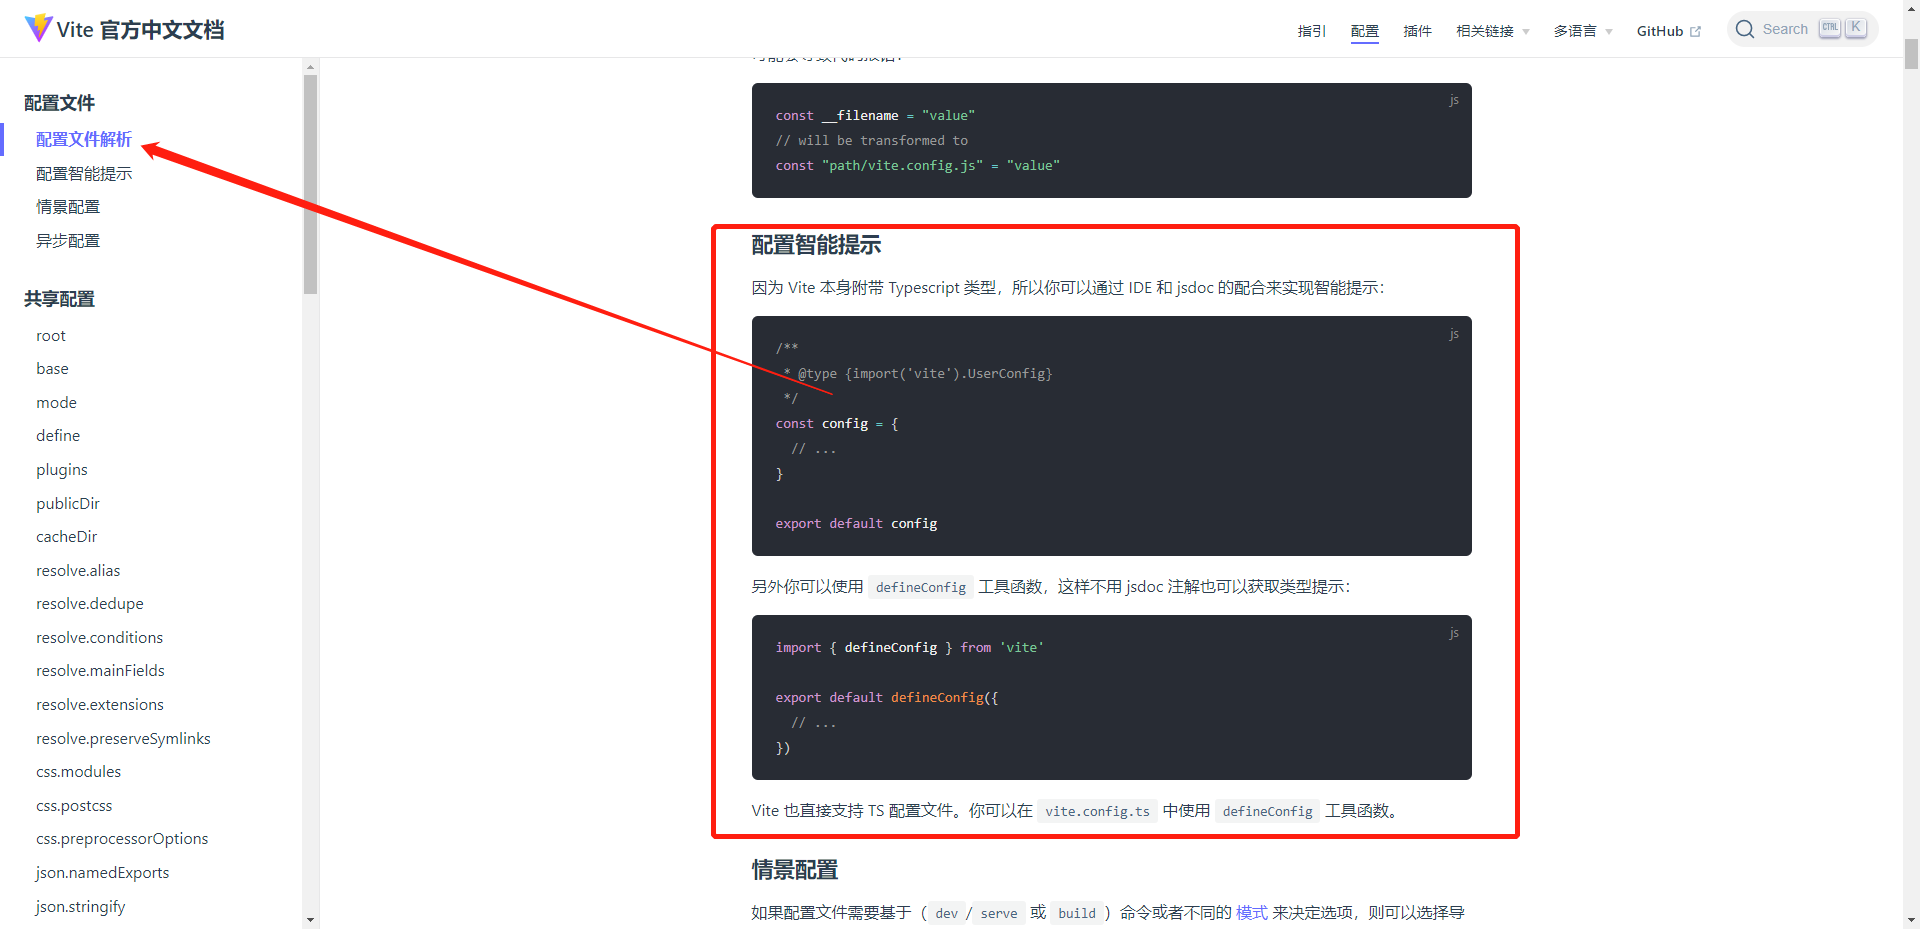 Vite 官方中文文档
指引 配置 插件 相关链接 多语言 GitHub Search CTRL K
配置文件
配置文件解析
配置智能提示
情景配置
异步配置
共享配置
root
base
mode
define
plugins
publicDir
cacheDir
resolve.alias
resolve.dedupe
resolve.conditions
resolve.mainFields
resolve.extensions
resolve.preserveSymlinks
css.modules
css.postcss
css.preprocessorOptions
json.namedExports
json.stringify
js
const __filename = "value"
// will be transformed to
const "path/vite.config.js" = "value"
配置智能提示
因为 Vite 本身附带 Typescript 类型，所以你可以通过 IDE 和 jsdoc 的配合来实现智能提示：
js
/**
 * @type {import('vite').UserConfig}
 */
const config = {
  // ...
}
export default config
另外你可以使用 defineConfig 工具函数，这样不用 jsdoc 注解也可以获取类型提示：
js
import { defineConfig } from 'vite'
export default defineConfig({
  // ...
})
Vite 也直接支持 TS 配置文件。你可以在 vite.config.ts 中使用 defineConfig 工具函数。
情景配置
如果配置文件需要基于（dev/serve 或 build）命令或者不同的 模式 来决定选项，则可以选择导